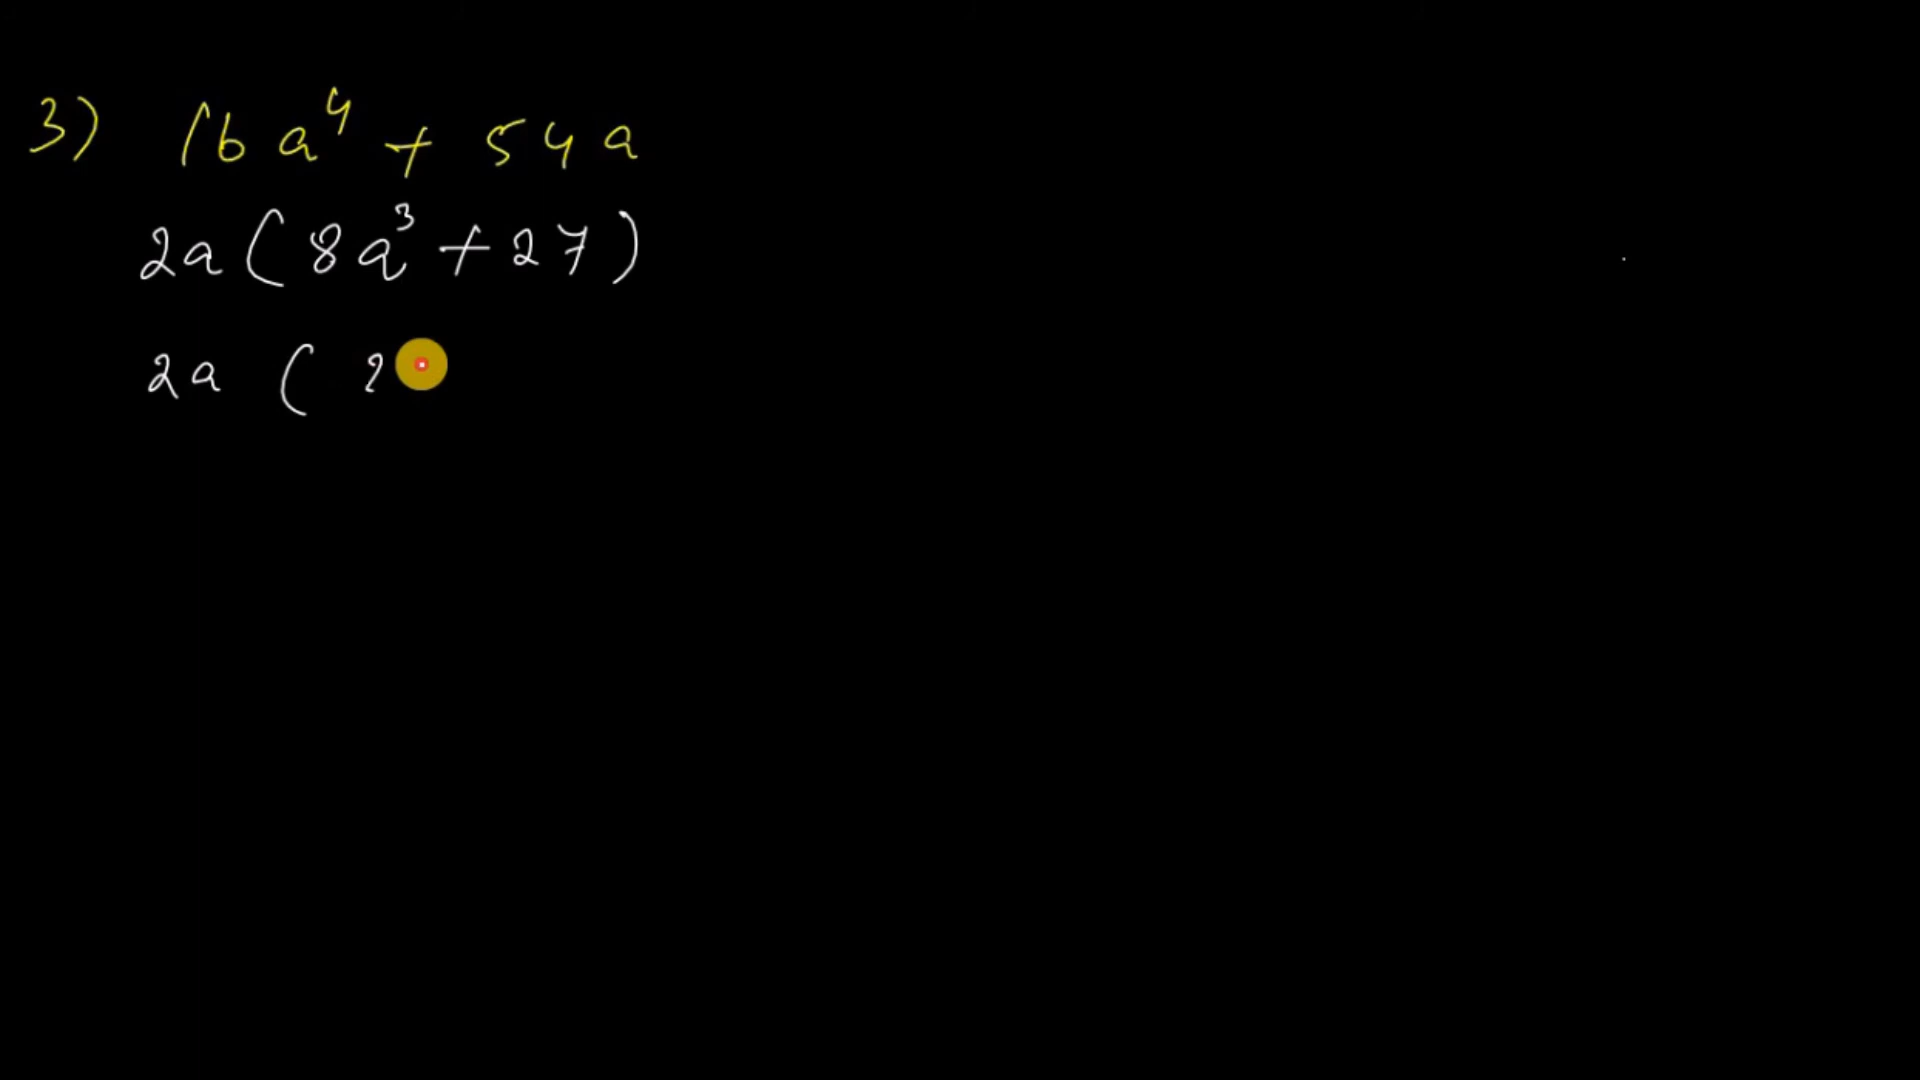 3) 16a⁴ + 54a
2a(8a³ + 27)
2a ( 2